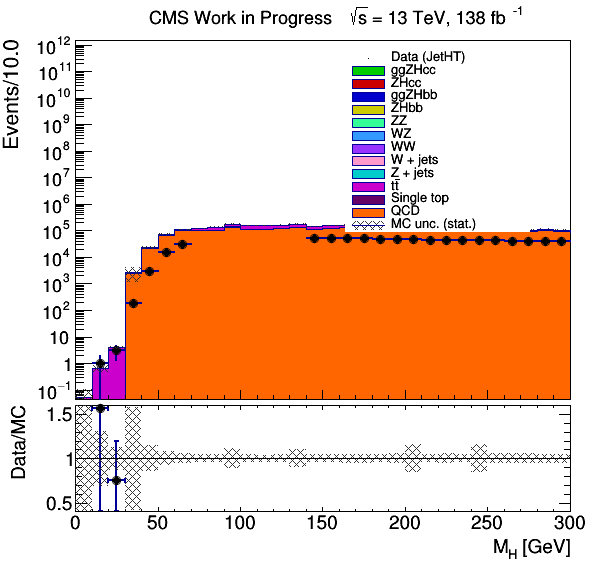 CMS Work in Progress √s = 13 TeV, 138 fb⁻¹
Events/10.0
10¹²
10¹¹
10¹⁰
10⁹
10⁸
10⁷
10⁶
10⁵
10⁴
10³
10²
10
1
10⁻¹
Data (JetHT)
ggZHcc
ZHcc
ggZHbb
ZHbb
ZZ
WZ
WW
W + jets
Z + jets
tt̄
Single top
QCD
MC unc. (stat.)
Data/MC
1.5
1
0.5
0 50 100 150 200 250 300
M_H [GeV]